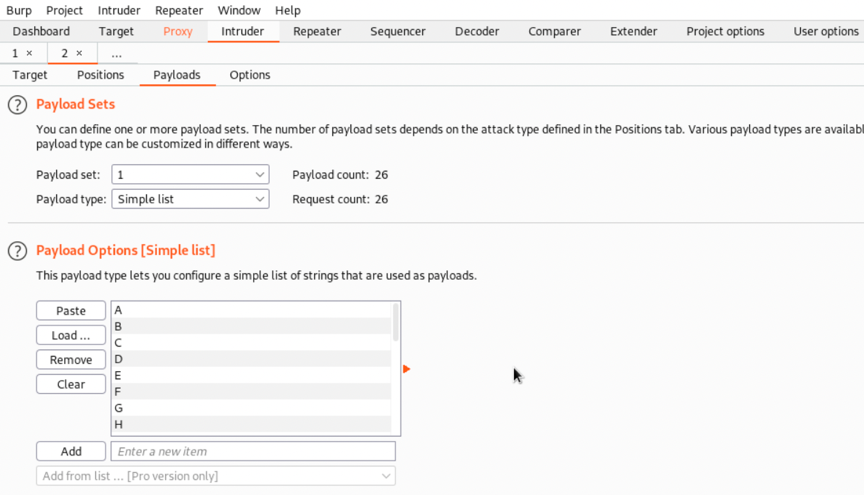 Burp Project Intruder Repeater Window Help
Dashboard Target Proxy Intruder Repeater Sequencer Decoder Comparer Extender Project options User options
1 × 2 × ...
Target Positions Payloads Options
? Payload Sets
You can define one or more payload sets. The number of payload sets depends on the attack type defined in the Positions tab. Various payload types are availabl
payload type can be customized in different ways.
Payload set: 1 Payload count: 26
Payload type: Simple list Request count: 26
? Payload Options [Simple list]
This payload type lets you configure a simple list of strings that are used as payloads.
Paste A
B
Load ... C
Remove D
E
Clear F
G
H
Add Enter a new item
Add from list ... [Pro version only]